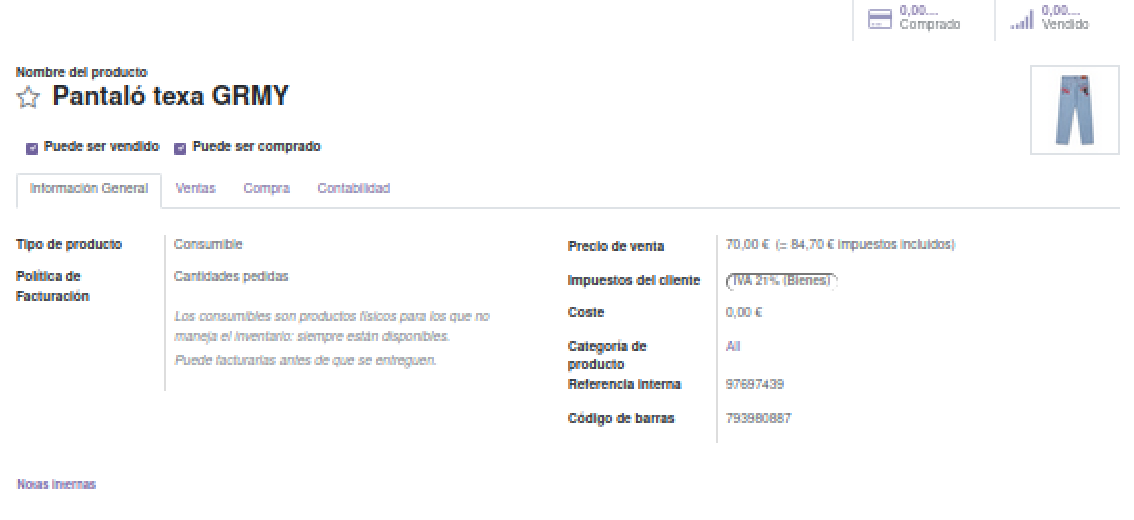 0,00....
Comprado
0,00....
Vendido
Nombre del producto
Pantaló texa GRMY
Puede ser vendido
Puede ser comprado
Información General
Ventas
Compra
Contabilidad
Tipo de producto
Consumible
Política de
Facturación
Cantidades pedidas
Los consumibles son productos físicos para los que no
maneja el inventario: siempre están disponibles.
Puede facturarlas antes de que se entreguen.
Precio de venta
70,00 € (= 84,70 € impuestos incluidos)
Impuestos del cliente
IVA 21% (Bienes)
Coste
0,00 €
Categoría de
producto
All
Referencia interna
97697439
Código de barras
793980887
Notas internas